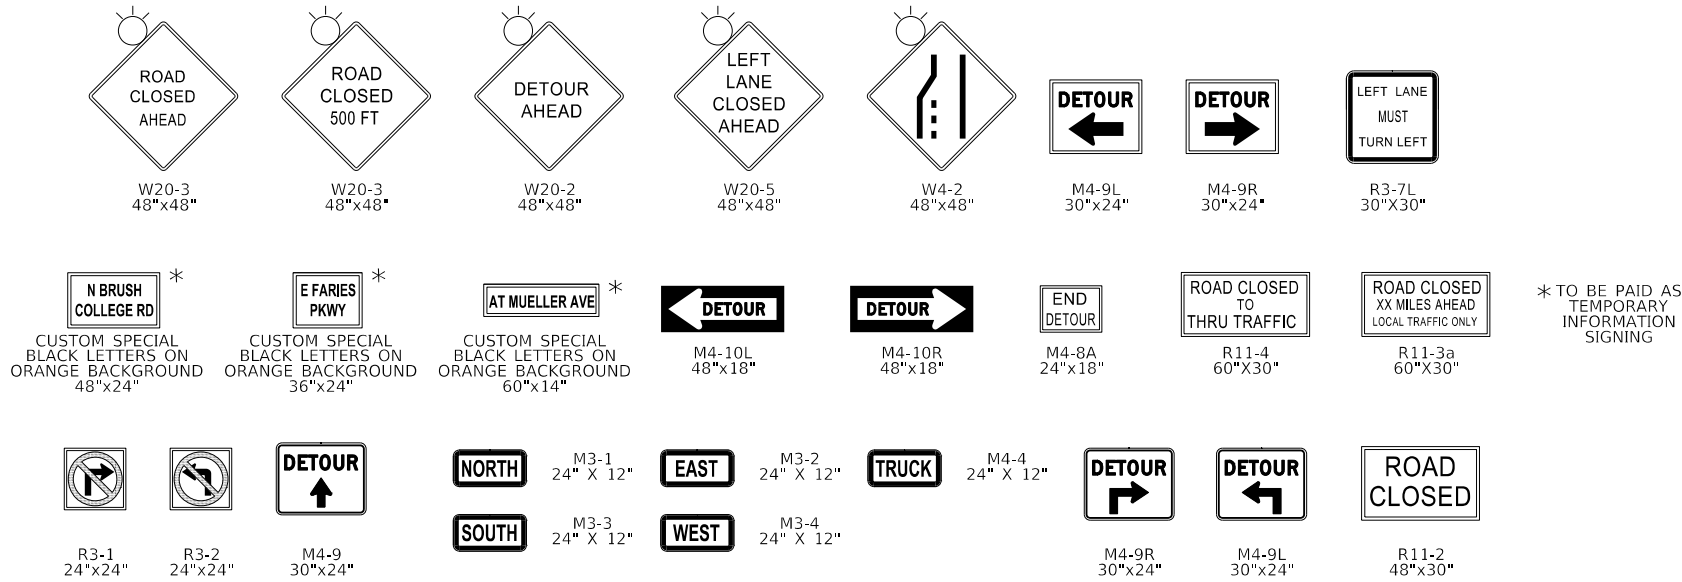 ROAD
CLOSED
AHEAD
W20-3
48"x48"
ROAD
CLOSED
500 FT
W20-3
48"x48"
DETOUR
AHEAD
W20-2
48"x48"
LEFT
LANE
CLOSED
AHEAD
W20-5
48"x48"
W4-2
48"x48"
DETOUR
M4-9L
30"x24"
DETOUR
M4-9R
30"x24"
LEFT LANE
MUST
TURN LEFT
R3-7L
30"X30"
N BRUSH
COLLEGE RD
*
CUSTOM SPECIAL
BLACK LETTERS ON
ORANGE BACKGROUND
48"x24"
E FARIES
PKWY
*
CUSTOM SPECIAL
BLACK LETTERS ON
ORANGE BACKGROUND
36"x24"
AT MUELLER AVE
*
CUSTOM SPECIAL
BLACK LETTERS ON
ORANGE BACKGROUND
60"x14"
DETOUR
M4-10L
48"x18"
DETOUR
M4-10R
48"x18"
END
DETOUR
M4-8A
24"x18"
ROAD CLOSED
TO
THRU TRAFFIC
R11-4
60"X30"
ROAD CLOSED
XX MILES AHEAD
LOCAL TRAFFIC ONLY
R11-3a
60"X30"
* TO BE PAID AS
TEMPORARY
INFORMATION
SIGNING
R3-1
24"x24"
R3-2
24"x24"
DETOUR
M4-9
30"x24"
NORTH
M3-1
24" X 12"
EAST
M3-2
24" X 12"
TRUCK
M4-4
24" X 12"
SOUTH
M3-3
24" X 12"
WEST
M3-4
24" X 12"
DETOUR
M4-9R
30"x24"
DETOUR
M4-9L
30"x24"
ROAD
CLOSED
R11-2
48"x30"